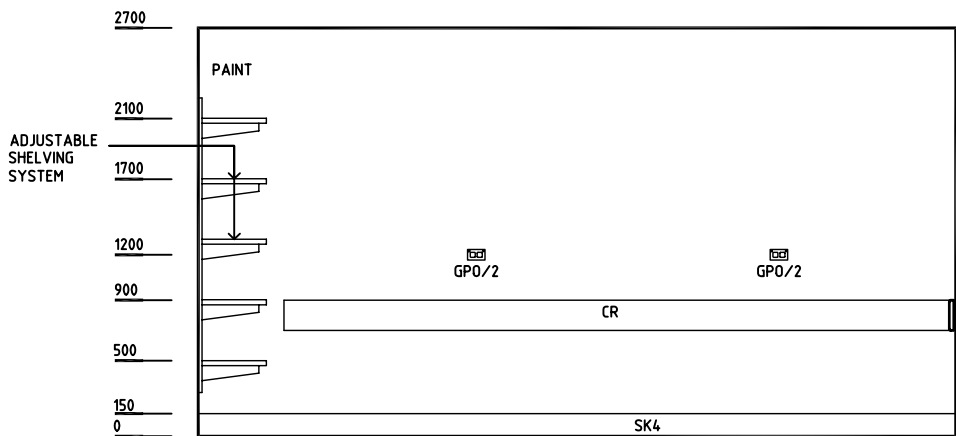 2700
PAINT
2100
ADJUSTABLE
SHELVING
SYSTEM
1700
1200
GPO/2
GPO/2
900
CR
500
150
0
SK4